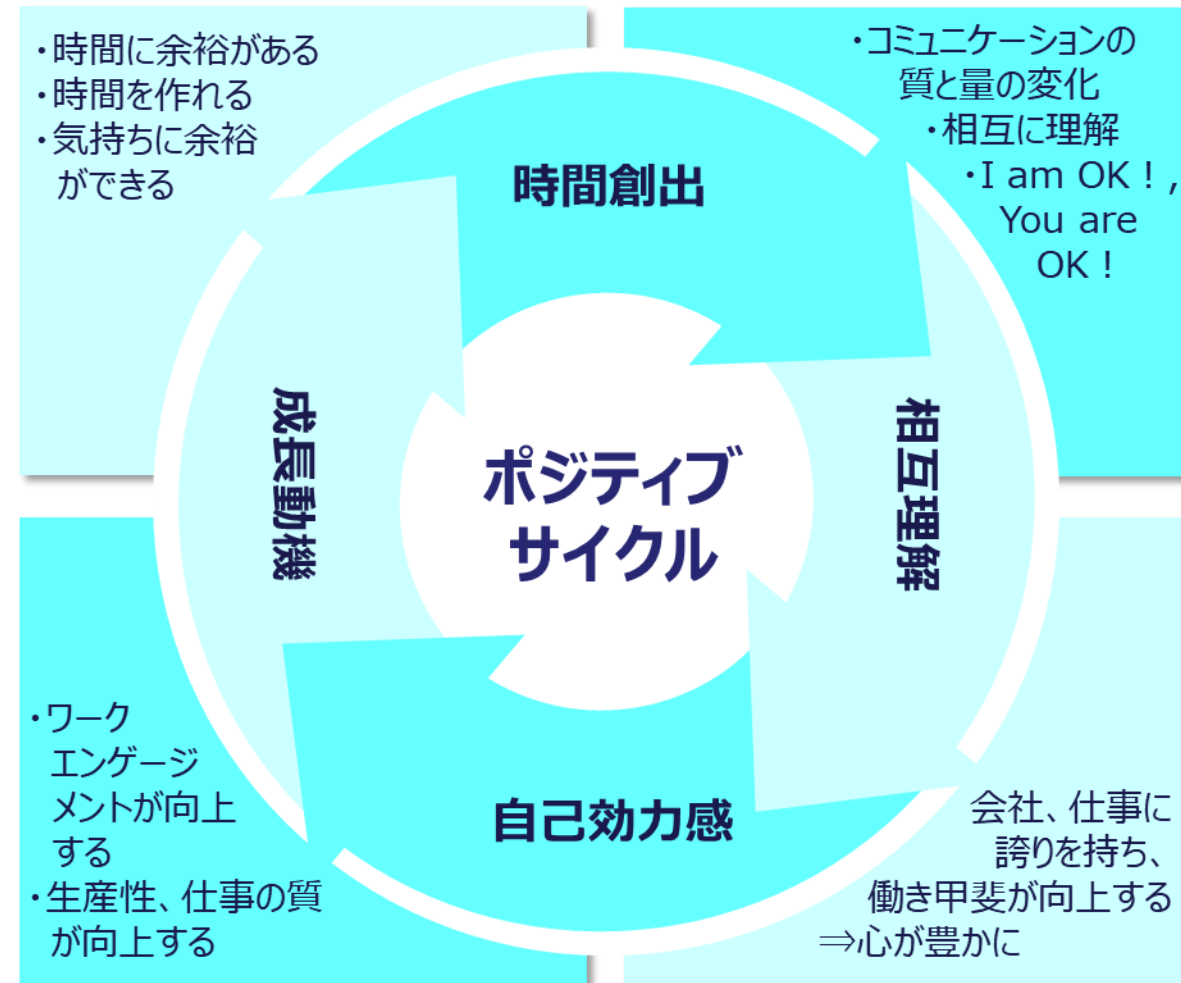 ・時間に余裕がある
・時間を作れる
・気持ちに余裕
ができる
・コミュニケーションの
質と量の変化
・相互に理解
・I am OK！,
You are
OK！
時間創出
相互理解
成長動機
ポジティブ
サイクル
自己効力感
・ワーク
エンゲージ
メントが向上
する
・生産性、仕事の質
が向上する
会社、仕事に
誇りを持ち、
働き甲斐が向上する
⇒心が豊かに